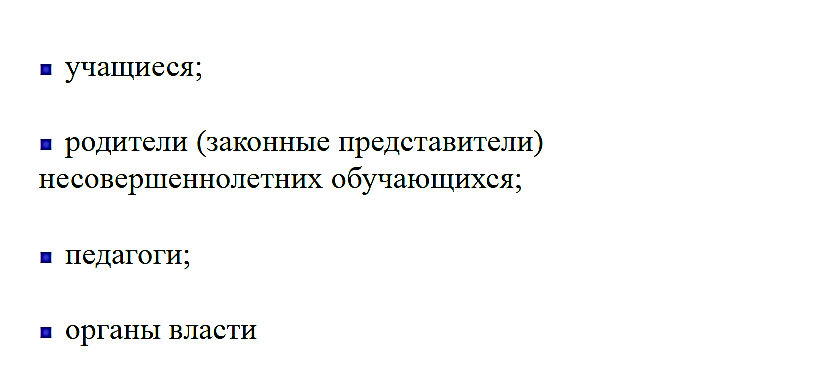 учащиеся;
родители (законные представители)
несовершеннолетних обучающихся;
педагоги;
органы власти